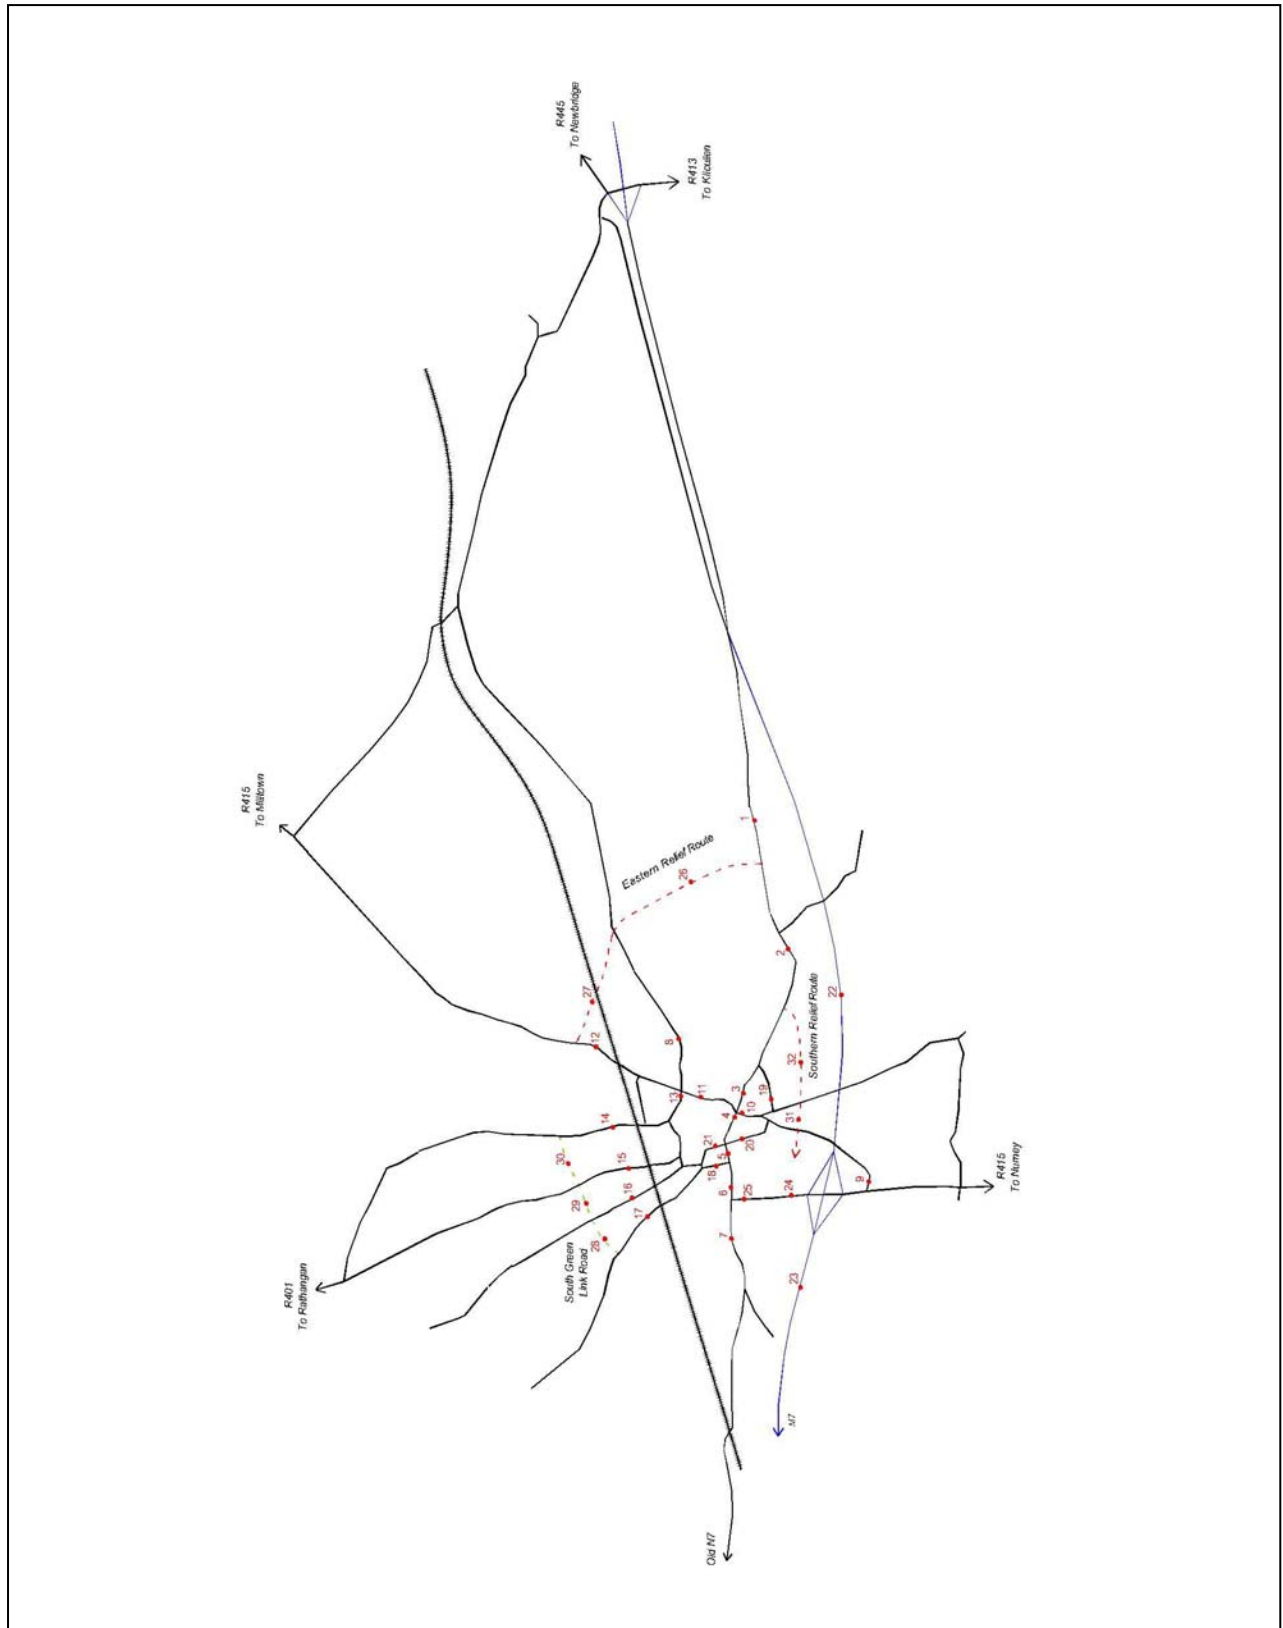 R445
To Newbridge
R413
To Kilcullen
R415
To Milltown
Eastern Relief Route
Southern Relief Route
R401
To Rathangan
South Green
Link Road
R415
To Nurney
M7
Old N7
1
2
3
4
5
6
7
8
9
10
11
12
13
14
15
16
17
18
19
20
21
22
23
24
25
26
27
28
29
30
31
32